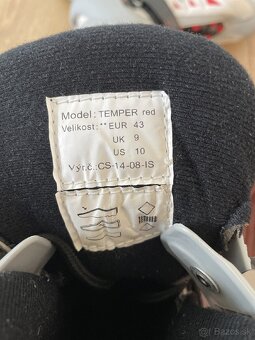 Model: TEMPER red
Velikost: **EUR 43
UK 9
US 10
Výr.č.: CS-14-08-IS
Bazos.sk